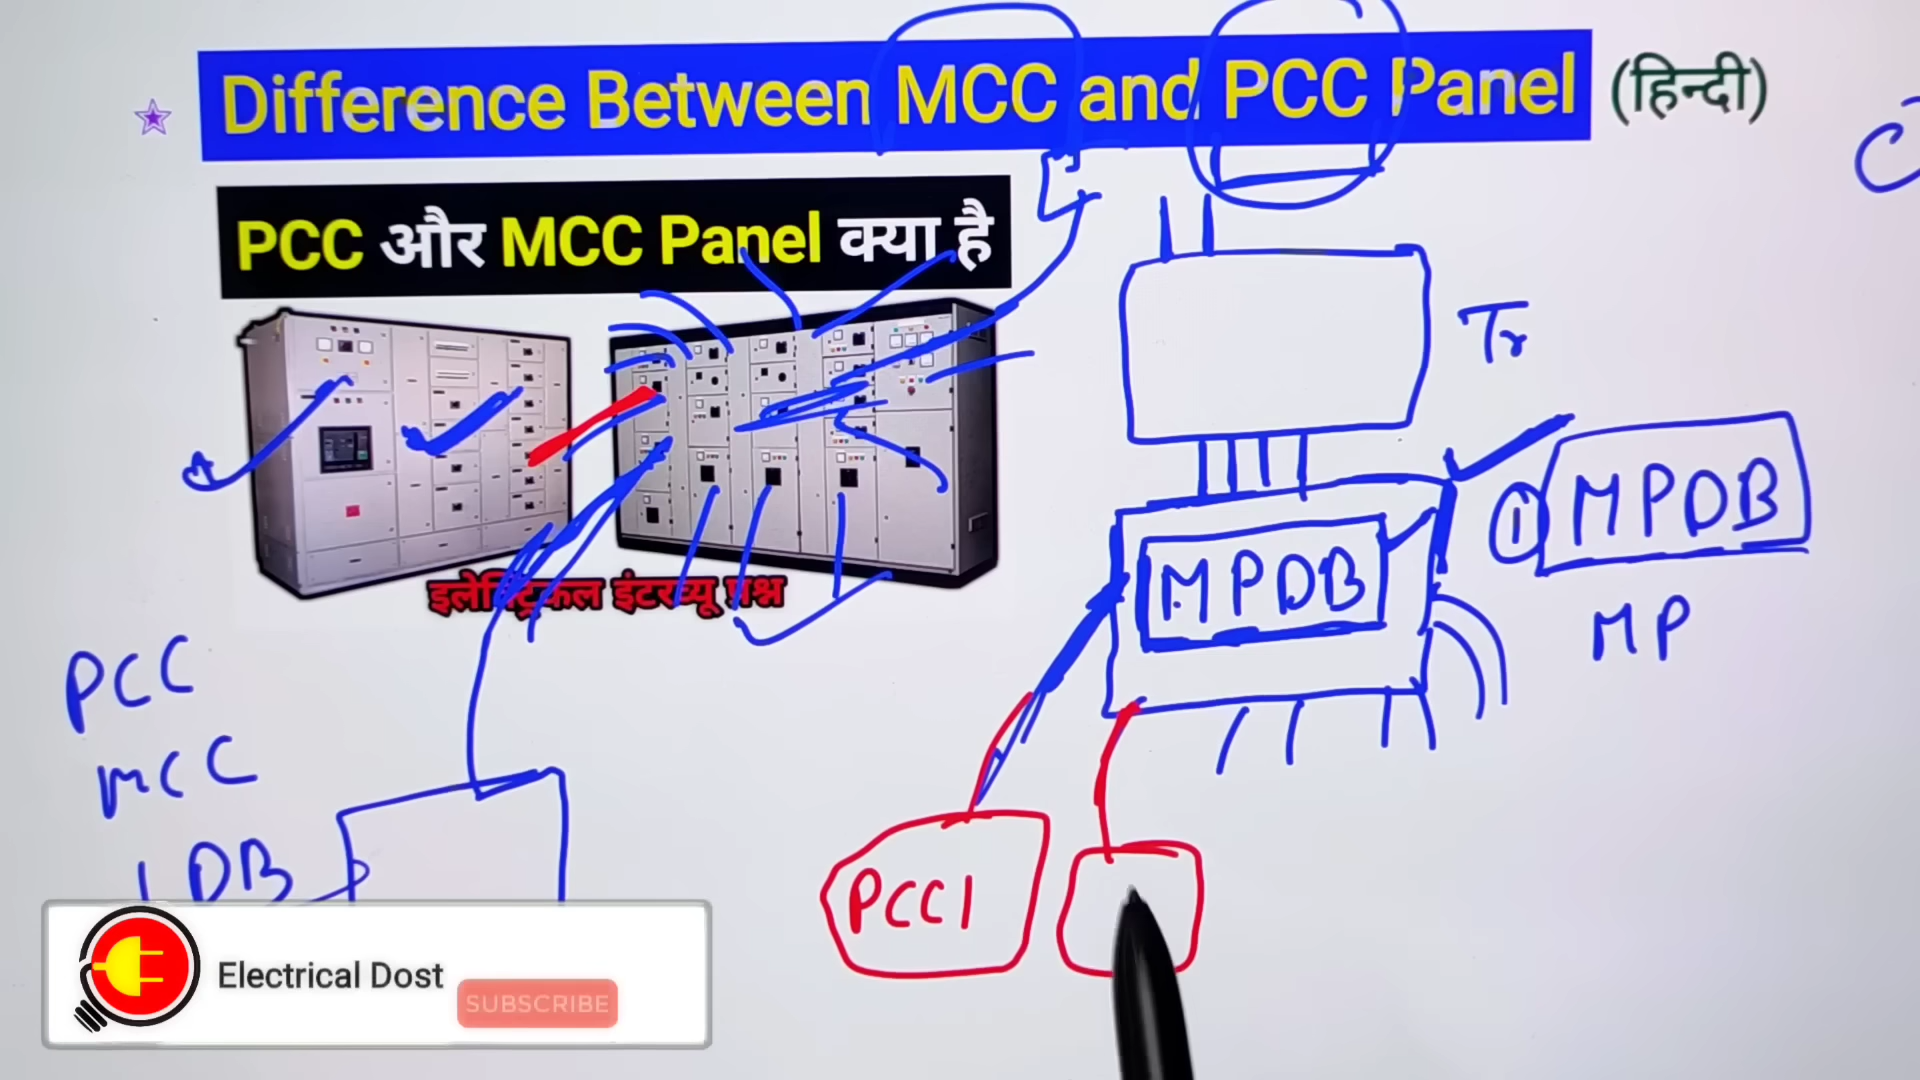 Difference Between MCC and PCC Panel (हिन्दी)
PCC और MCC Panel क्या है
इलेक्ट्रिकल इंटरव्यू प्रश्न
Tr
MPDB
1 MPDB
MP
PCC
MCC
LDB
PCC1
Electrical Dost
SUBSCRIBE